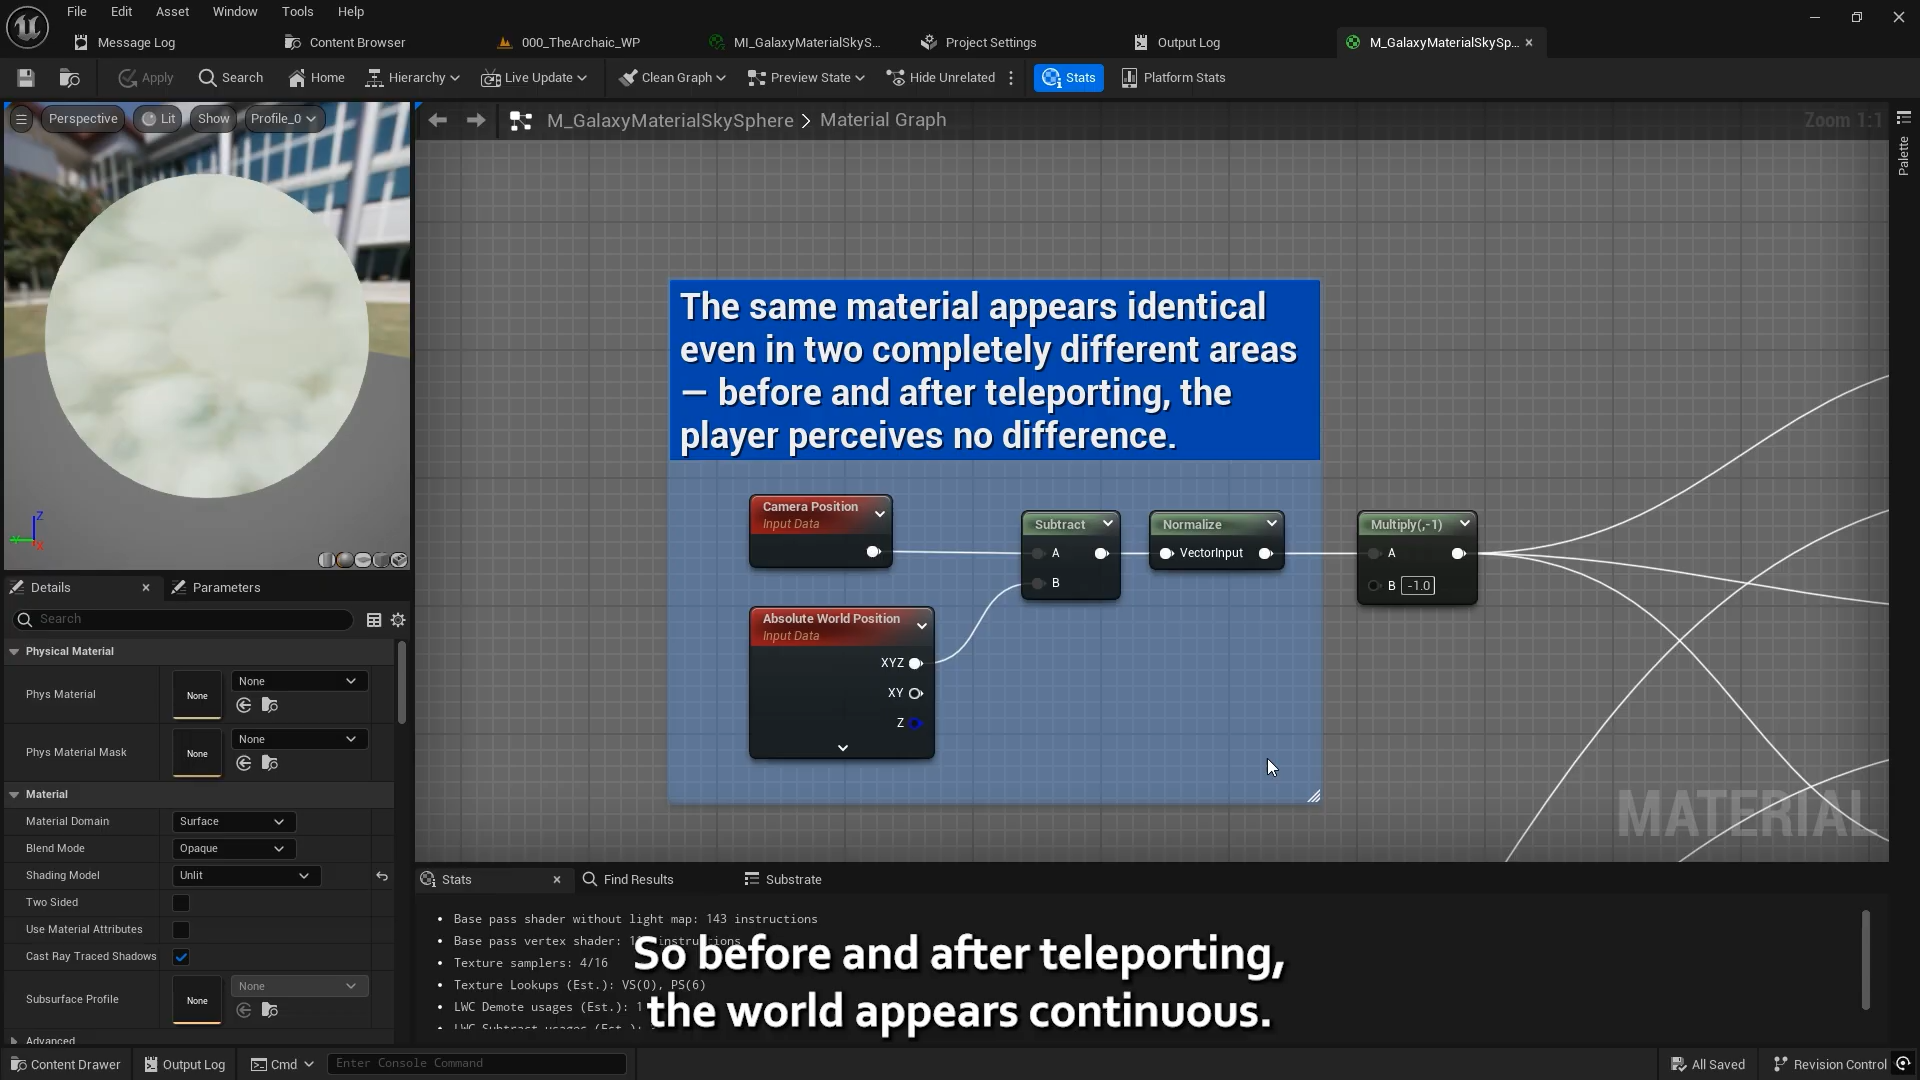 File Edit Asset Window Tools Help
Message Log Content Browser 000_TheArchaic_WP MI_GalaxyMaterialSkyS... Project Settings Output Log M_GalaxyMaterialSkySp...
Apply Search Home Hierarchy Live Update Clean Graph Preview State Hide Unrelated Stats Platform Stats
Perspective Lit Show Profile_0
M_GalaxyMaterialSkySphere > Material Graph
Zoom 1:1
Palette
The same material appears identical
even in two completely different areas
— before and after teleporting, the
player perceives no difference.
Camera Position
Input Data
Subtract
A
B
Normalize
VectorInput
Multiply(,-1)
A
B -1.0
Absolute World Position
Input Data
XYZ
XY
Z
MATERIAL
Z
Details Parameters
Search
Physical Material
Phys Material None None
Phys Material Mask None None
Material
Material Domain Surface
Blend Mode Opaque
Shading Model Unlit
Two Sided
Use Material Attributes
Cast Ray Traced Shadows
Subsurface Profile None None
Advanced
Stats Find Results Substrate
Base pass shader without light map: 143 instructions
Base pass vertex shader: instructions
Texture samplers: 4/16
Texture Lookups (Est.): VS(0), PS(6)
LWC Demote usages (Est.): 1
LWC Subtract usages (Est.):
So before and after teleporting,
the world appears continuous.
Content Drawer Output Log Cmd Enter Console Command All Saved Revision Control